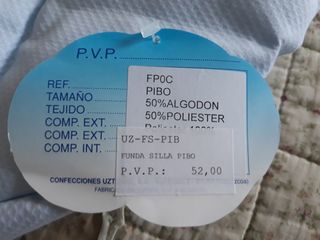 P.V.P.
REF. FP0C
TAMAÑO PIBO
TEJIDO 50%ALGODON
COMP. EXT. 50%POLIESTER
COMP. EXT.
COMP. INT.
UZ-FS-PIB
FUNDA SILLA PIBO
P.V.P.: 52,00
CONFECCIONES